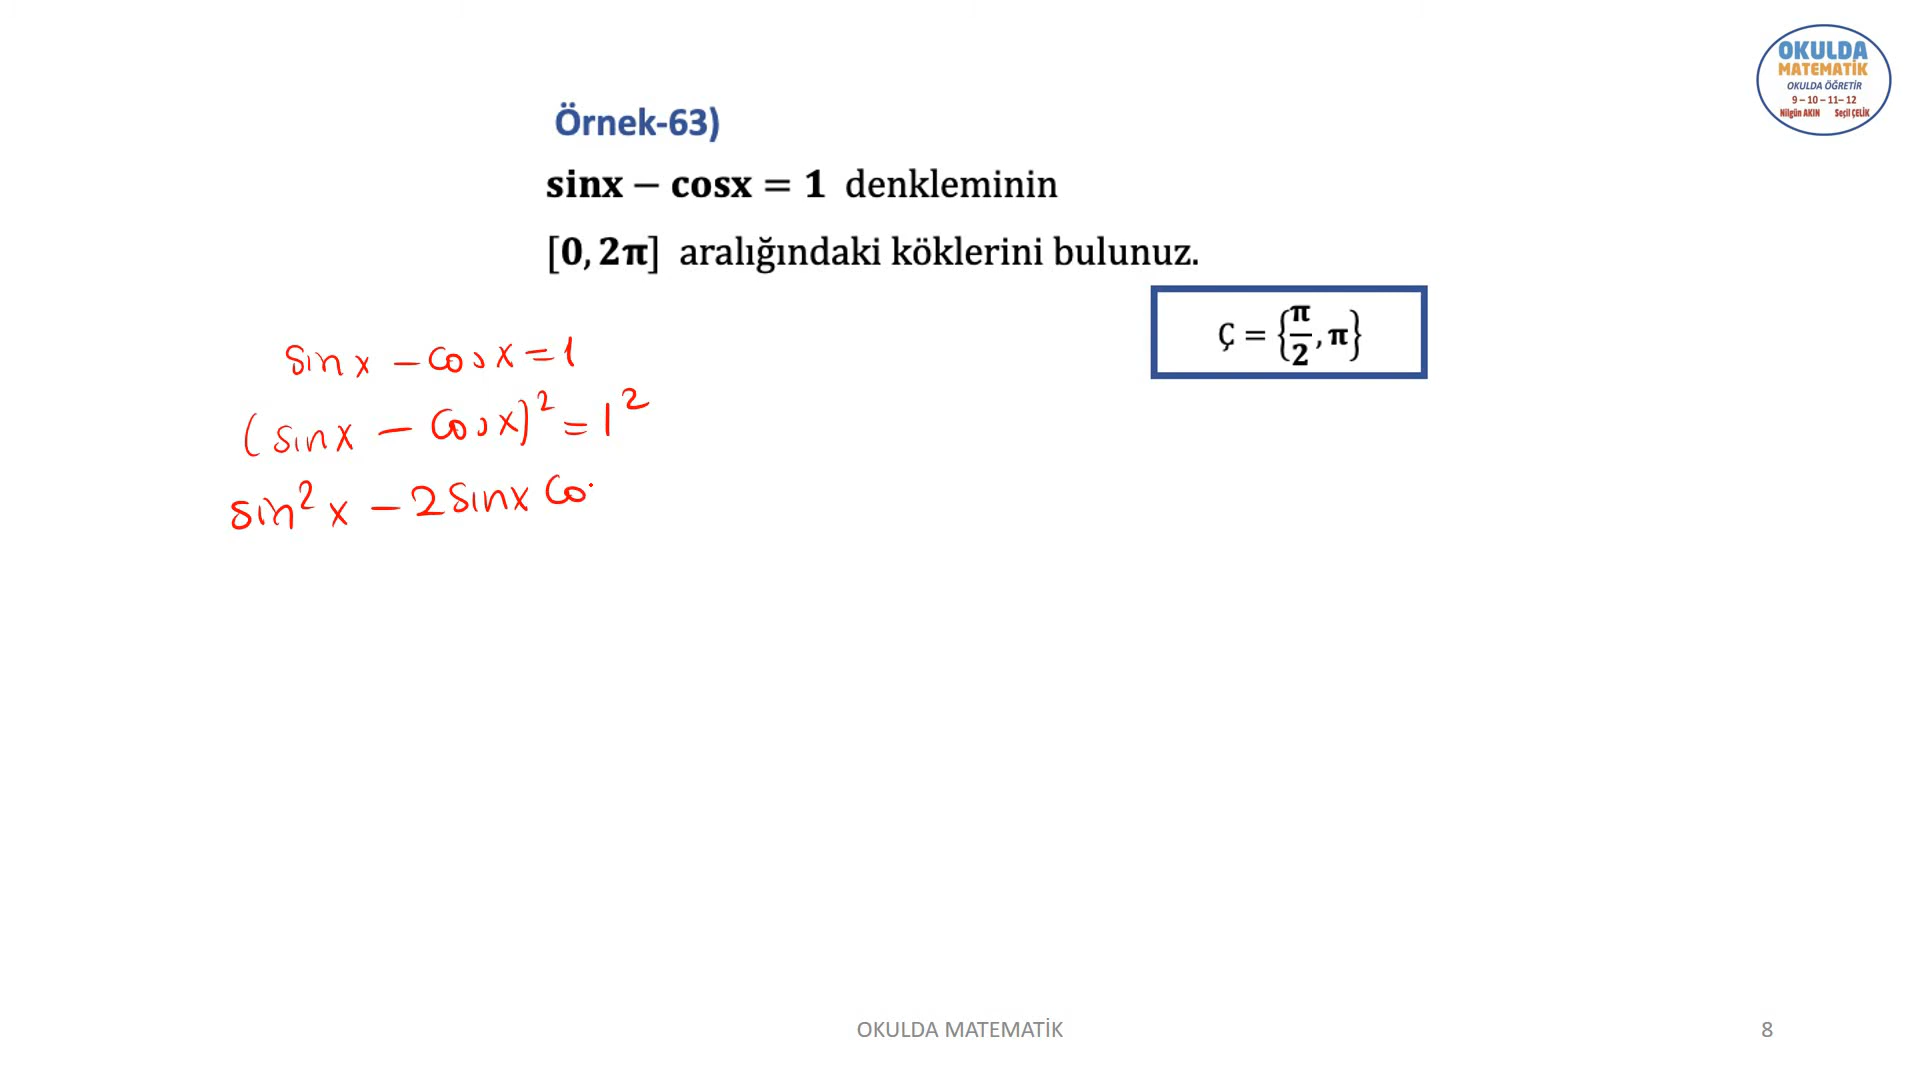 OKULDA
MATEMATİK
OKULDA ÖĞRETİR
9 – 10 – 11– 12
Nilgün AKIN Seçil ÇELİK
Örnek-63)
sinx − cosx = 1 denkleminin
[0, 2π] aralığındaki köklerini bulunuz.
Ç = {π/2, π}
sinx − cosx = 1
(sinx − cosx)² = 1²
sin²x − 2sinx co
OKULDA MATEMATİK
8